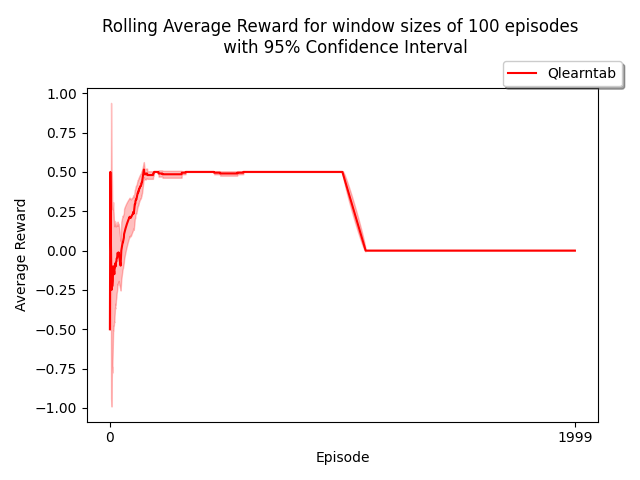 Rolling Average Reward for window sizes of 100 episodes
with 95% Confidence Interval
Qlearntab
1.00
0.75
0.50
0.25
0.00
−0.25
−0.50
−0.75
−1.00
Average Reward
0
1999
Episode